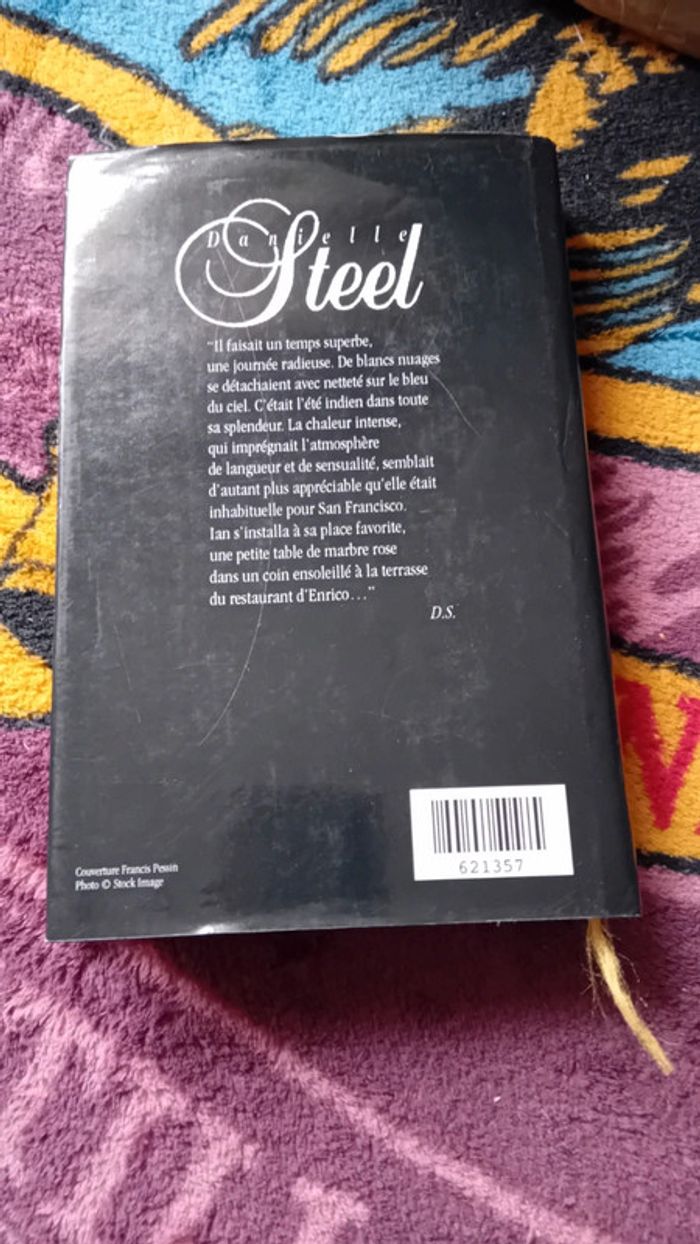 Danielle
Steel
"Il faisait un temps superbe,
une journée radieuse. De blancs nuages
se détachaient avec netteté sur le bleu
du ciel. C'était l'été indien dans toute
sa splendeur. La chaleur intense,
qui imprégnait l'atmosphère
de langueur et de sensualité, semblait
d'autant plus appréciable qu'elle était
inhabituelle pour San Francisco.
Ian s'installa à sa place favorite,
une petite table de marbre rose
dans un coin ensoleillé à la terrasse
du restaurant d'Enrico..."
D.S.
Couverture Francis Pessin
Photo © Stock Image
621357